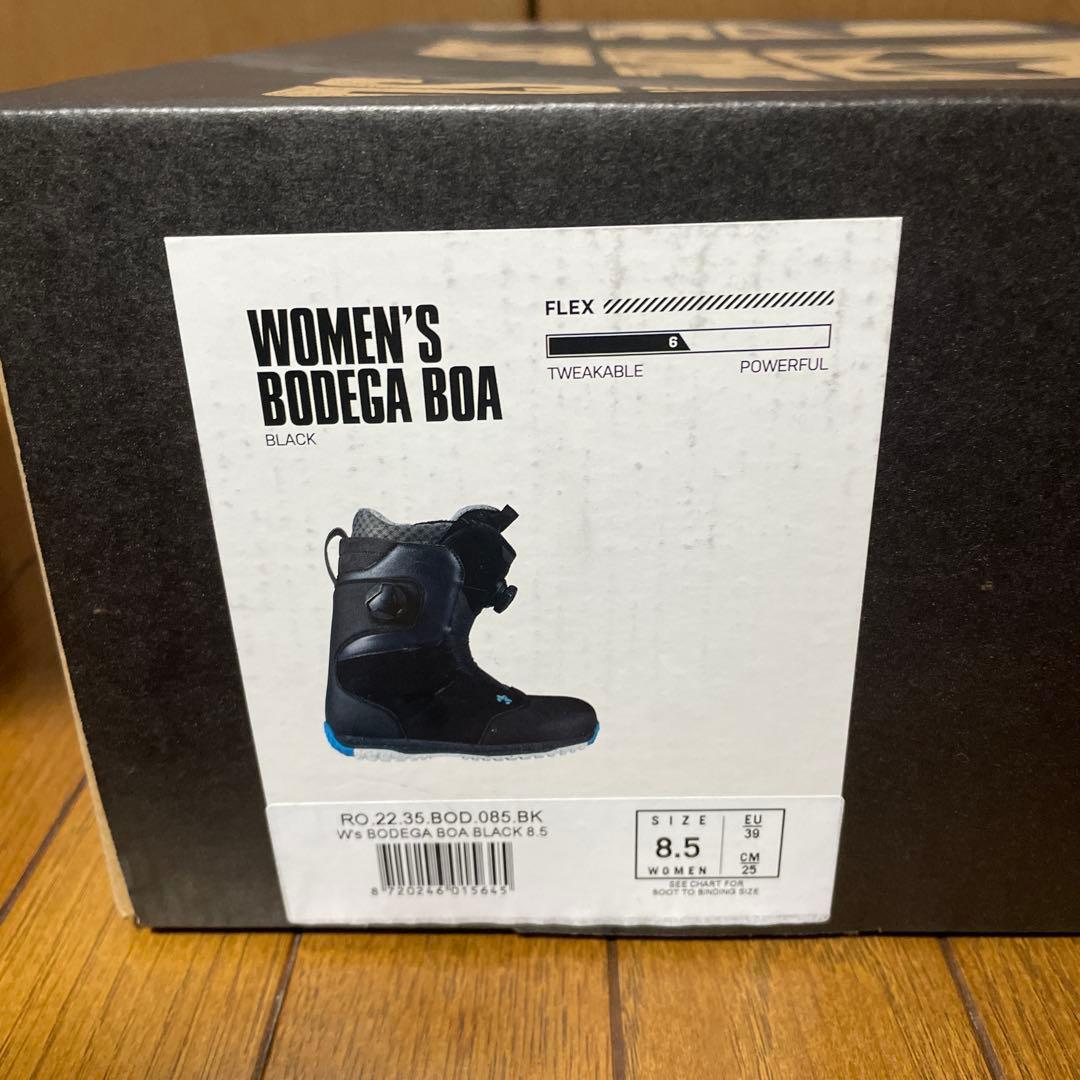 WOMEN'S
BODEGA BOA
BLACK
FLEX
6
TWEAKABLE POWERFUL
RO.22.35.BOD.085.BK
W's BODEGA BOA BLACK 8.5
8 720246 015645
SIZE
8.5
WOMEN
EU
39
CM
25
SEE CHART FOR
BOOT TO BINDING SIZE